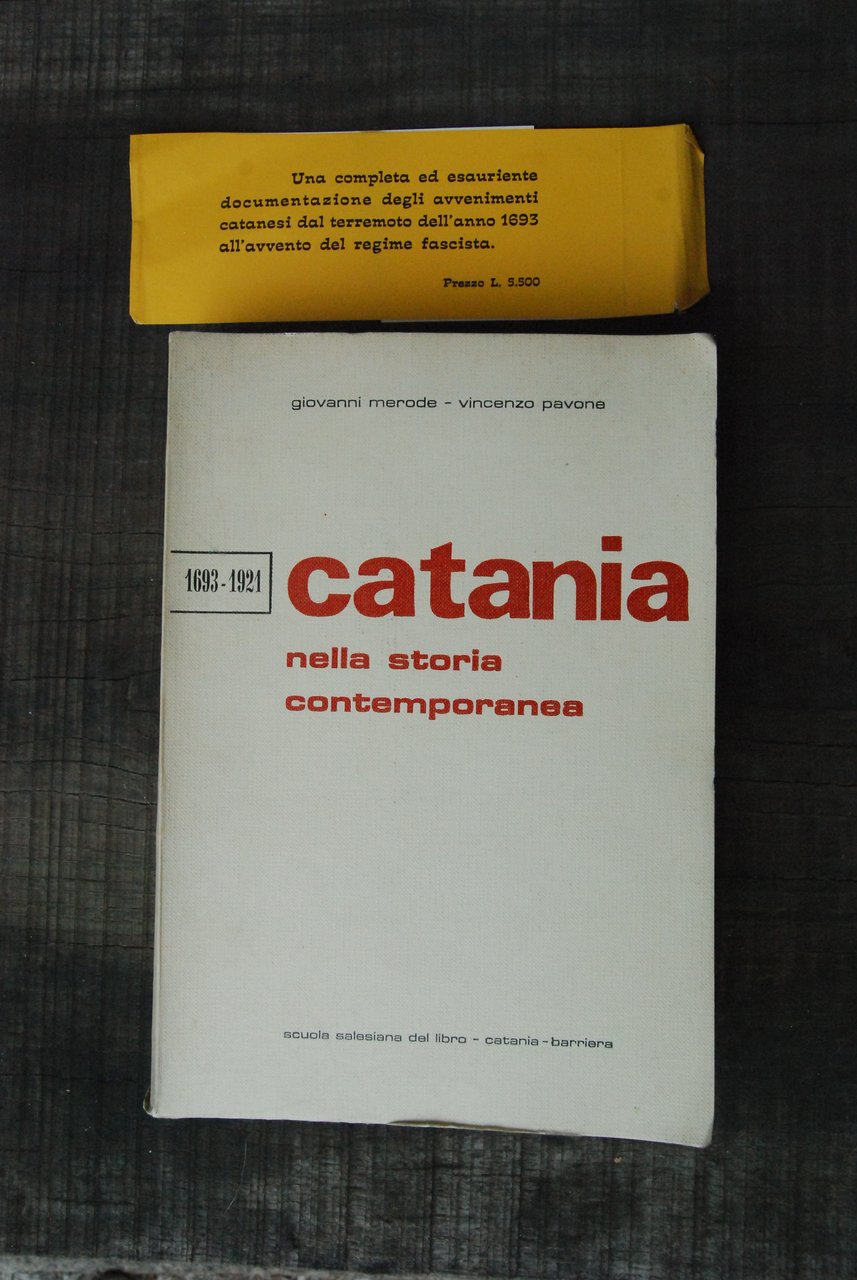 Una completa ed esauriente
documentazione degli avvenimenti
catanesi dal terremoto dell'anno 1693
all'avvento del regime fascista.
Prezzo L. 5.500
giovanni merode - vincenzo pavone
1693-1921
catania
nella storia
contemporanea
scuola salesiana del libro - catania-barriera